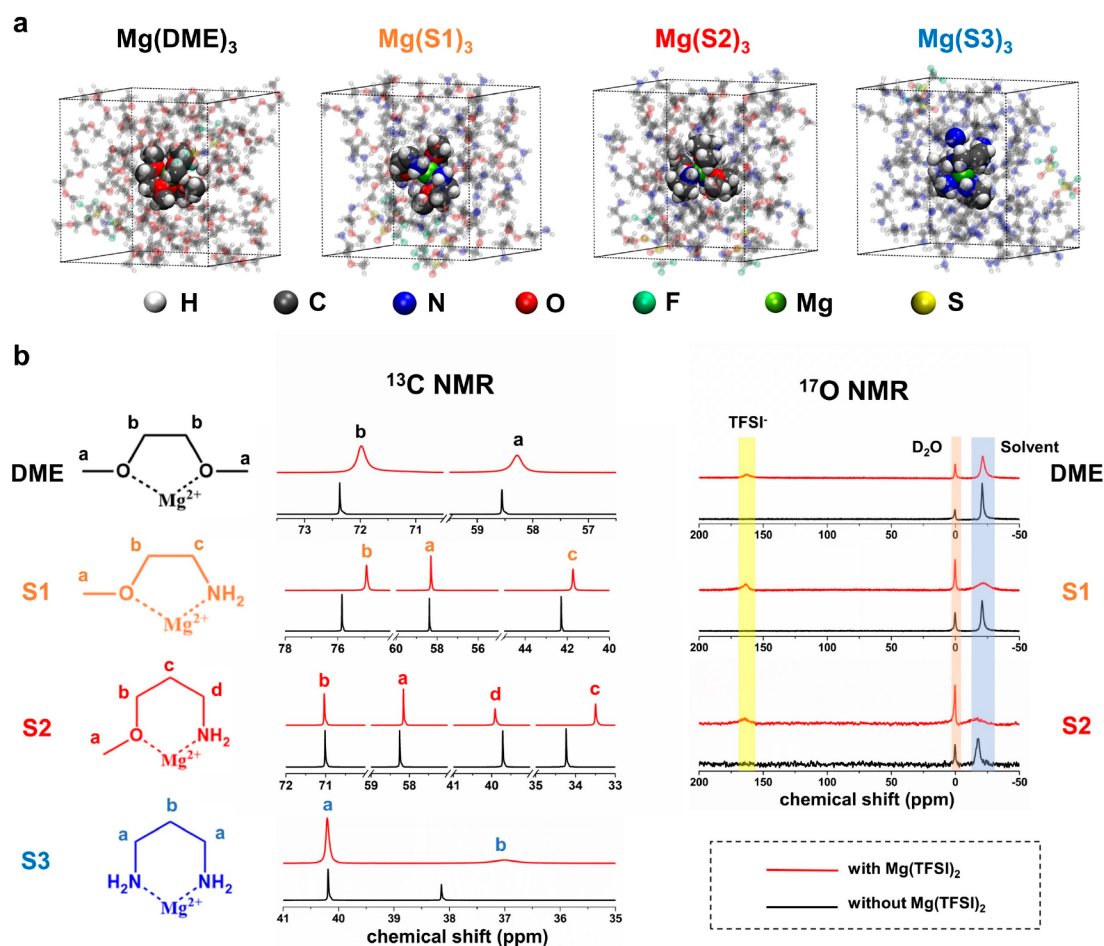 a
Mg(DME)₃ Mg(S1)₃ Mg(S2)₃ Mg(S3)₃
H C N O F Mg S
b
¹³C NMR ¹⁷O NMR
DME
b b
a O O a
Mg²⁺
b a
73 72 71 59 58 57
TFSI⁻ D₂O Solvent
DME
200 150 100 50 0 -50
S1
b c
a O NH₂
Mg²⁺
b a c
78 76 74 60 58 56 44 42 40
S1
200 150 100 50 0 -50
S2
c
b d
a O NH₂
Mg²⁺
b a d c
72 71 70 59 58 57 41 40 39 35 34 33
S2
200 150 100 50 0 -50
chemical shift (ppm)
S3
b
a a
H₂N NH₂
Mg²⁺
a b
41 40 39 38 37 36 35
chemical shift (ppm)
with Mg(TFSI)₂
without Mg(TFSI)₂